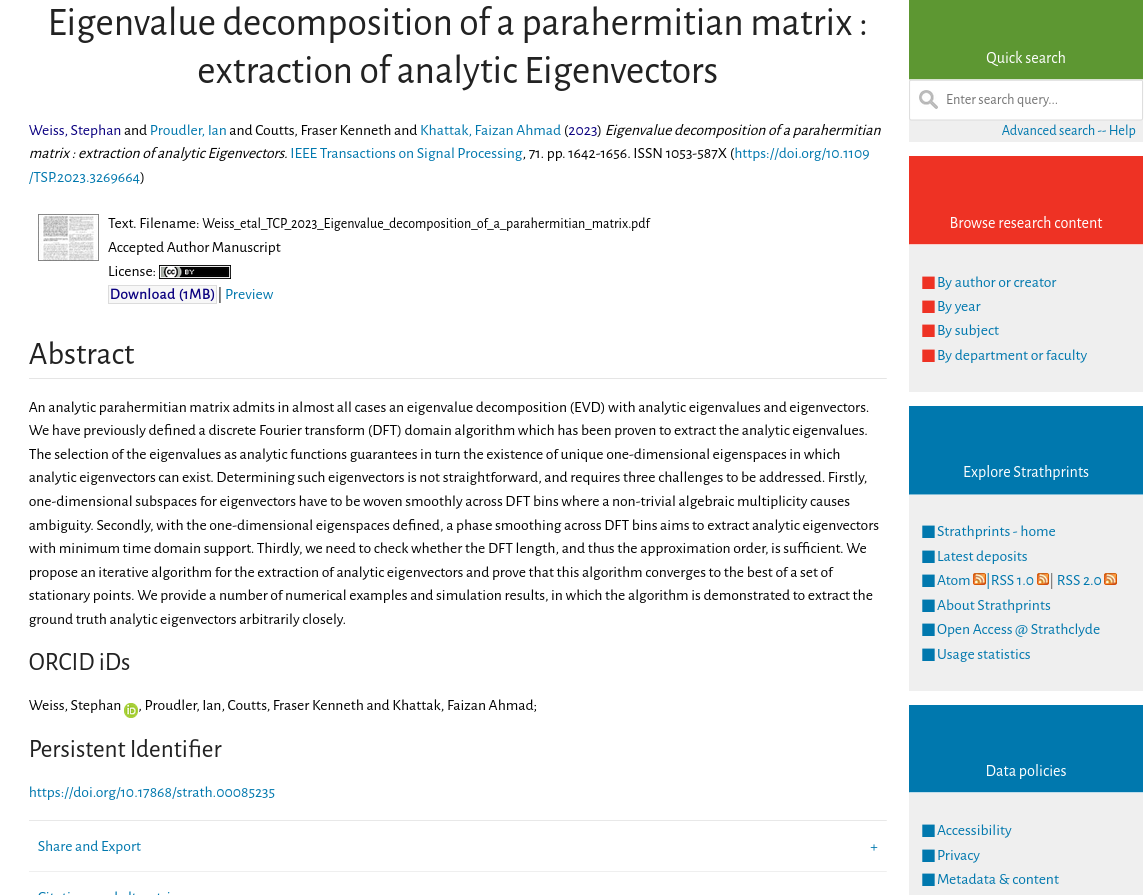 Eigenvalue decomposition of a parahermitian matrix :
extraction of analytic Eigenvectors
Weiss, Stephan and Proudler, Ian and Coutts, Fraser Kenneth and Khattak, Faizan Ahmad (2023) Eigenvalue decomposition of a parahermitian
matrix : extraction of analytic Eigenvectors. IEEE Transactions on Signal Processing, 71. pp. 1642-1656. ISSN 1053-587X (https://doi.org/10.1109
/TSP.2023.3269664)
Text. Filename: Weiss_etal_TCP_2023_Eigenvalue_decomposition_of_a_parahermitian_matrix.pdf
Accepted Author Manuscript
License: (cc) BY
Download (1MB) | Preview
Abstract
An analytic parahermitian matrix admits in almost all cases an eigenvalue decomposition (EVD) with analytic eigenvalues and eigenvectors.
We have previously defined a discrete Fourier transform (DFT) domain algorithm which has been proven to extract the analytic eigenvalues.
The selection of the eigenvalues as analytic functions guarantees in turn the existence of unique one-dimensional eigenspaces in which
analytic eigenvectors can exist. Determining such eigenvectors is not straightforward, and requires three challenges to be addressed. Firstly,
one-dimensional subspaces for eigenvectors have to be woven smoothly across DFT bins where a non-trivial algebraic multiplicity causes
ambiguity. Secondly, with the one-dimensional eigenspaces defined, a phase smoothing across DFT bins aims to extract analytic eigenvectors
with minimum time domain support. Thirdly, we need to check whether the DFT length, and thus the approximation order, is sufficient. We
propose an iterative algorithm for the extraction of analytic eigenvectors and prove that this algorithm converges to the best of a set of
stationary points. We provide a number of numerical examples and simulation results, in which the algorithm is demonstrated to extract the
ground truth analytic eigenvectors arbitrarily closely.
ORCID iDs
Weiss, Stephan iD, Proudler, Ian, Coutts, Fraser Kenneth and Khattak, Faizan Ahmad;
Persistent Identifier
https://doi.org/10.17868/strath.00085235
Share and Export +
Quick search
Enter search query...
Advanced search -- Help
Browse research content
By author or creator
By year
By subject
By department or faculty
Explore Strathprints
Strathprints - home
Latest deposits
Atom | RSS 1.0 | RSS 2.0
About Strathprints
Open Access @ Strathclyde
Usage statistics
Data policies
Accessibility
Privacy
Metadata & content